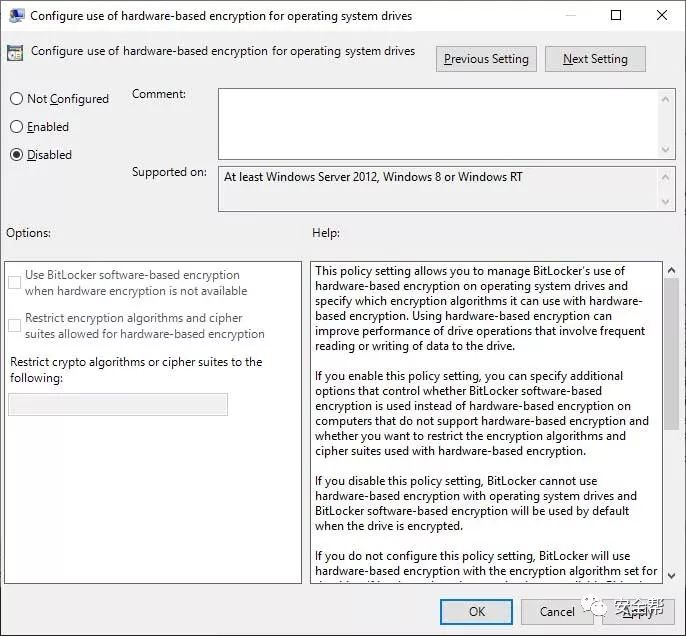 Configure use of hardware-based encryption for operating system drives
Configure use of hardware-based encryption for operating system drives
Previous Setting
Next Setting
Not Configured
Enabled
Disabled
Comment:
Supported on:
At least Windows Server 2012, Windows 8 or Windows RT
Options:
Help:
Use BitLocker software-based encryption
when hardware encryption is not available
Restrict encryption algorithms and cipher
suites allowed for hardware-based encryption
Restrict crypto algorithms or cipher suites to the
following:
This policy setting allows you to manage BitLocker's use of
hardware-based encryption on operating system drives and
specify which encryption algorithms it can use with hardware-
based encryption. Using hardware-based encryption can
improve performance of drive operations that involve frequent
reading or writing of data to the drive.
If you enable this policy setting, you can specify additional
options that control whether BitLocker software-based
encryption is used instead of hardware-based encryption on
computers that do not support hardware-based encryption and
whether you want to restrict the encryption algorithms and
cipher suites used with hardware-based encryption.
If you disable this policy setting, BitLocker cannot use
hardware-based encryption with operating system drives and
BitLocker software-based encryption will be used by default
when the drive is encrypted.
If you do not configure this policy setting, BitLocker will use
hardware-based encryption with the encryption algorithm set for
OK
Cancel
Apply
安全帮